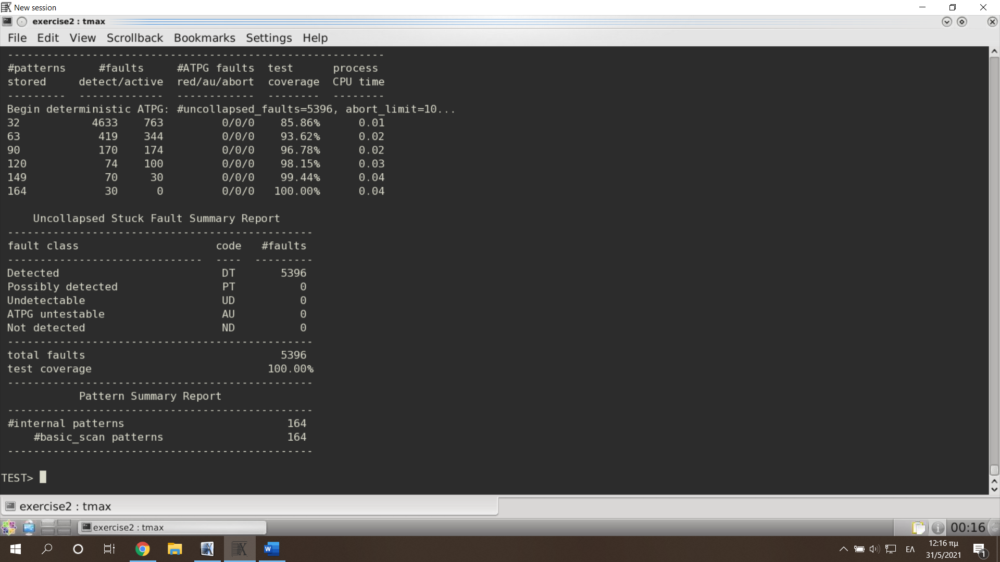 New session
exercise2 : tmax
File Edit View Scrollback Bookmarks Settings Help
----------------------------------------------------------
#patterns     #faults     #ATPG faults  test      process
stored     detect/active  red/au/abort  coverage  CPU time
---------  -------------  ------------  --------  --------
Begin deterministic ATPG: #uncollapsed_faults=5396, abort_limit=10...
32           4633    763         0/0/0    85.86%      0.01
63            419    344         0/0/0    93.62%      0.02
90            170    174         0/0/0    96.78%      0.02
120            74    100         0/0/0    98.15%      0.03
149            70     30         0/0/0    99.44%      0.04
164            30      0         0/0/0   100.00%      0.04
    Uncollapsed Stuck Fault Summary Report
-----------------------------------------------
fault class                     code   #faults
------------------------------  ----  ---------
Detected                         DT       5396
Possibly detected                PT          0
Undetectable                     UD          0
ATPG untestable                  AU          0
Not detected                     ND          0
-----------------------------------------------
total faults                              5396
test coverage                           100.00%
-----------------------------------------------
           Pattern Summary Report
-----------------------------------------------
#internal patterns                         164
    #basic_scan patterns                   164
-----------------------------------------------
TEST>
exercise2 : tmax
exercise2 : tmax
00:16
ΕΛ
12:16 πμ
31/5/2021
1